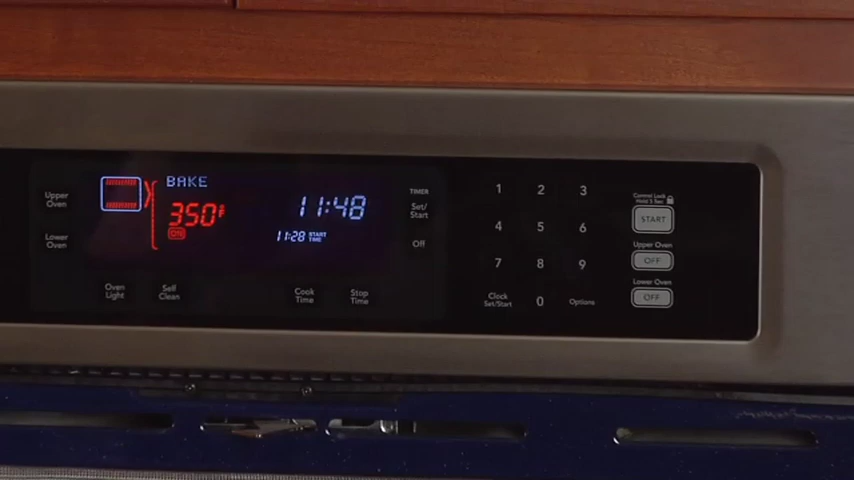 Upper
Oven
Lower
Oven
BAKE
350°F
ON
11:48
11:28 START
TIME
Oven
Light
Self
Clean
Cook
Time
Stop
Time
TIMER
Set/
Start
Off
1 2 3
4 5 6
7 8 9
Clock
Set/Start
0
Options
Control Lock
Hold 3 Sec
START
Upper Oven
OFF
Lower Oven
OFF